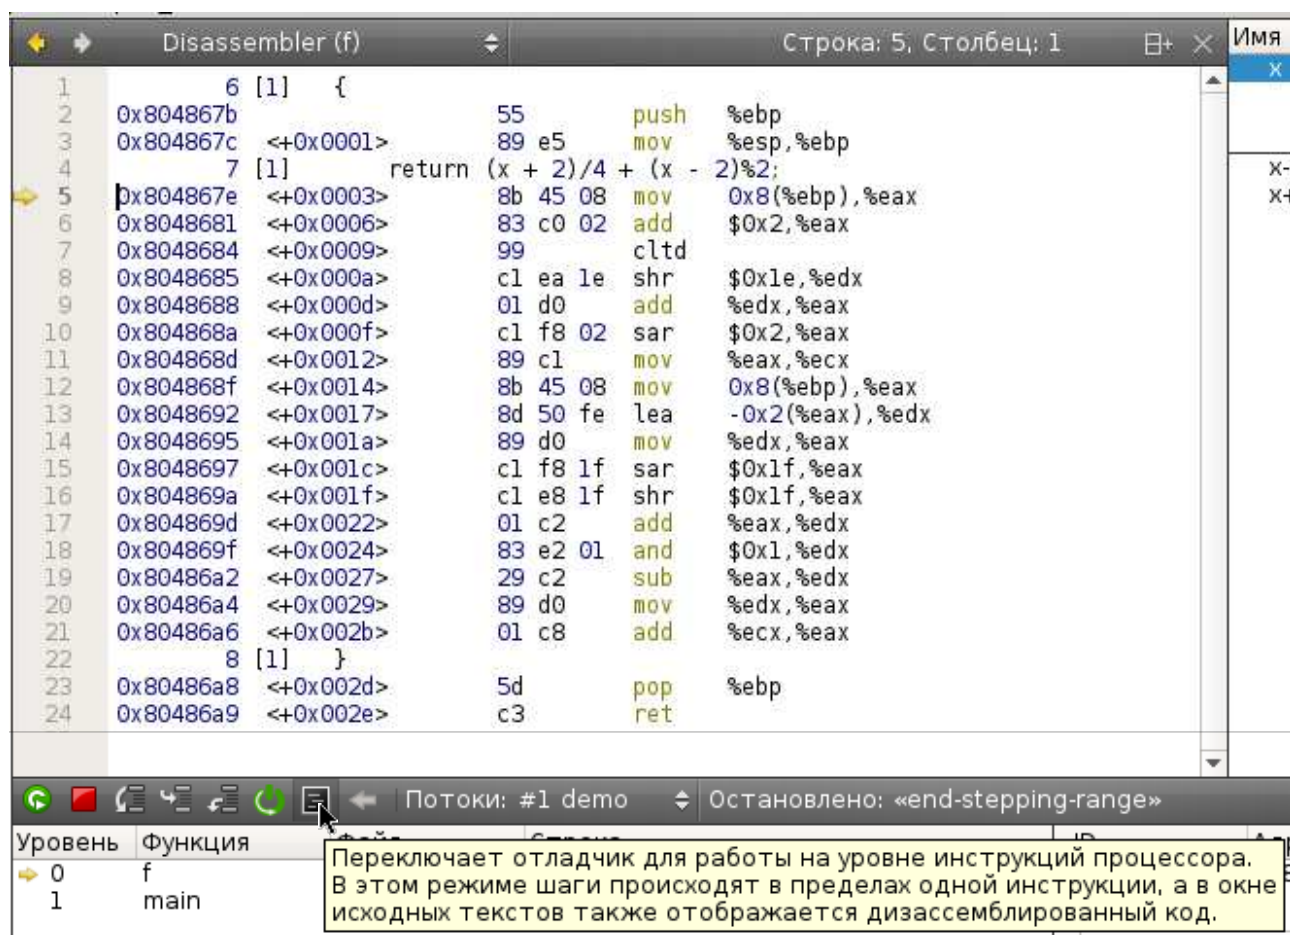 Disassembler (f) Строка: 5, Столбец: 1 Имя
x
1 6 [1] {
2 0x804867b 55 push %ebp
3 0x804867c <+0x0001> 89 e5 mov %esp,%ebp
4 7 [1] return (x + 2)/4 + (x - 2)%2; x-
5 0x804867e <+0x0003> 8b 45 08 mov 0x8(%ebp),%eax x+
6 0x8048681 <+0x0006> 83 c0 02 add $0x2,%eax
7 0x8048684 <+0x0009> 99 cltd
8 0x8048685 <+0x000a> c1 ea 1e shr $0x1e,%edx
9 0x8048688 <+0x000d> 01 d0 add %edx,%eax
10 0x804868a <+0x000f> c1 f8 02 sar $0x2,%eax
11 0x804868d <+0x0012> 89 c1 mov %eax,%ecx
12 0x804868f <+0x0014> 8b 45 08 mov 0x8(%ebp),%eax
13 0x8048692 <+0x0017> 8d 50 fe lea -0x2(%eax),%edx
14 0x8048695 <+0x001a> 89 d0 mov %edx,%eax
15 0x8048697 <+0x001c> c1 f8 1f sar $0x1f,%eax
16 0x804869a <+0x001f> c1 e8 1f shr $0x1f,%eax
17 0x804869d <+0x0022> 01 c2 add %eax,%edx
18 0x804869f <+0x0024> 83 e2 01 and $0x1,%edx
19 0x80486a2 <+0x0027> 29 c2 sub %eax,%edx
20 0x80486a4 <+0x0029> 89 d0 mov %edx,%eax
21 0x80486a6 <+0x002b> 01 c8 add %ecx,%eax
22 8 [1] }
23 0x80486a8 <+0x002d> 5d pop %ebp
24 0x80486a9 <+0x002e> c3 ret
Потоки: #1 demo Остановлено: «end-stepping-range»
Уровень Функция
0 f
1 main
Переключает отладчик для работы на уровне инструкций процессора.
В этом режиме шаги происходят в пределах одной инструкции, а в окне
исходных текстов также отображается дизассемблированный код.